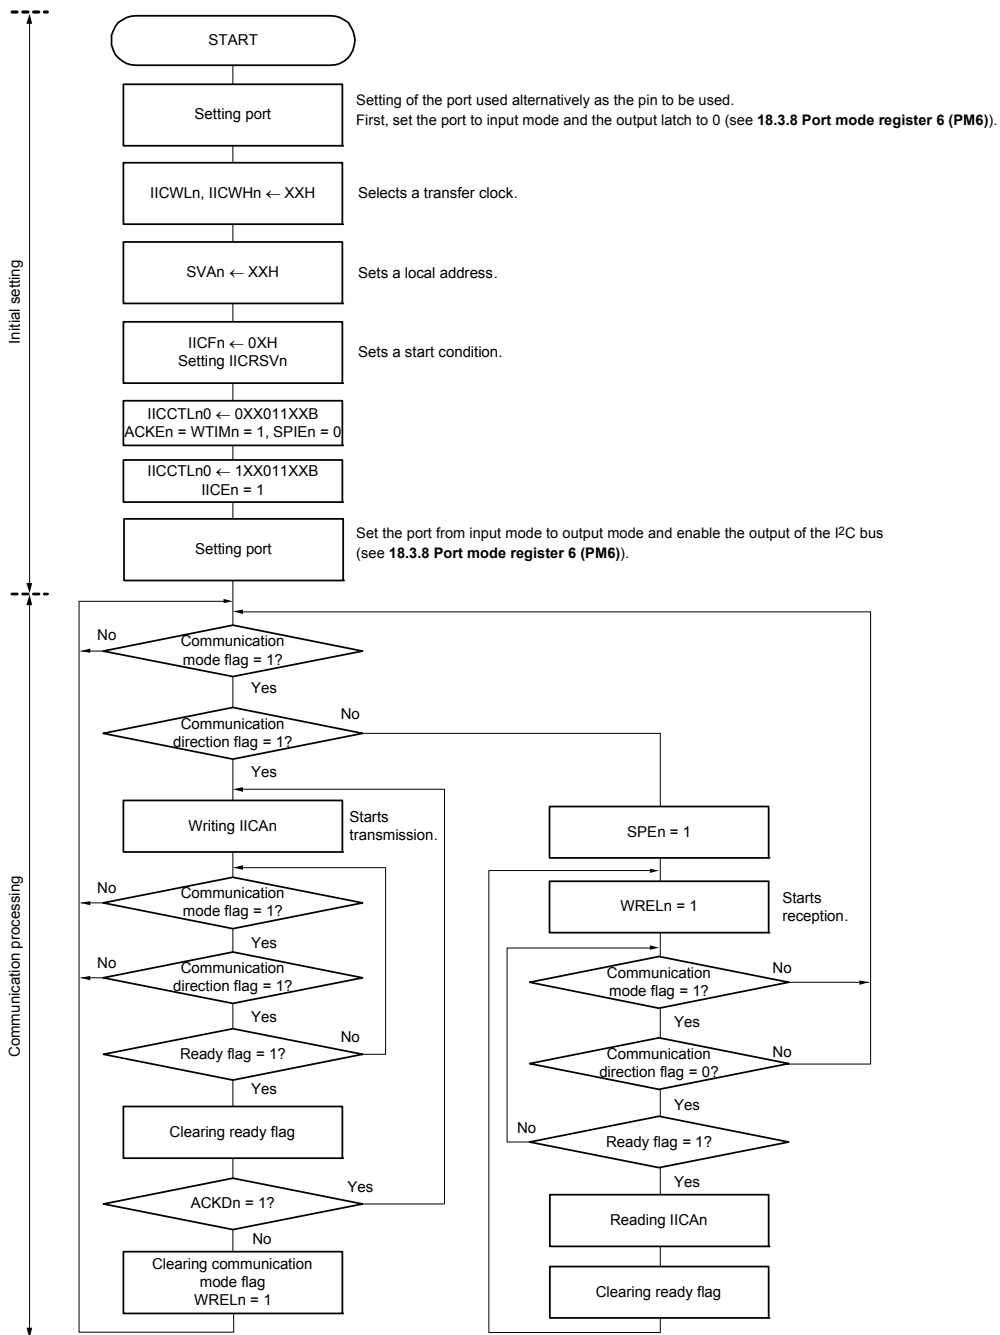 START
Setting port
Setting of the port used alternatively as the pin to be used.
First, set the port to input mode and the output latch to 0 (see 18.3.8 Port mode register 6 (PM6)).
IICWLn, IICWHn ← XXH
Selects a transfer clock.
SVAn ← XXH
Sets a local address.
IICFn ← 0XH
Setting IICRSVn
Sets a start condition.
IICCTLn0 ← 0XX011XXB
ACKEn = WTIMn = 1, SPIEn = 0
IICCTLn0 ← 1XX011XXB
IICEn = 1
Setting port
Set the port from input mode to output mode and enable the output of the I2C bus
(see 18.3.8 Port mode register 6 (PM6)).
Initial setting
Communication processing
No
Communication
mode flag = 1?
Yes
No
Communication
direction flag = 1?
Yes
Writing IICAn
Starts
transmission.
No
Communication
mode flag = 1?
Yes
No
Communication
direction flag = 1?
Yes
No
Ready flag = 1?
Yes
Clearing ready flag
Yes
ACKDn = 1?
No
Clearing communication
mode flag
WRELn = 1
SPEn = 1
WRELn = 1
Starts
reception.
Communication
mode flag = 1?
No
Yes
Communication
direction flag = 0?
No
Yes
No
Ready flag = 1?
Yes
Reading IICAn
Clearing ready flag